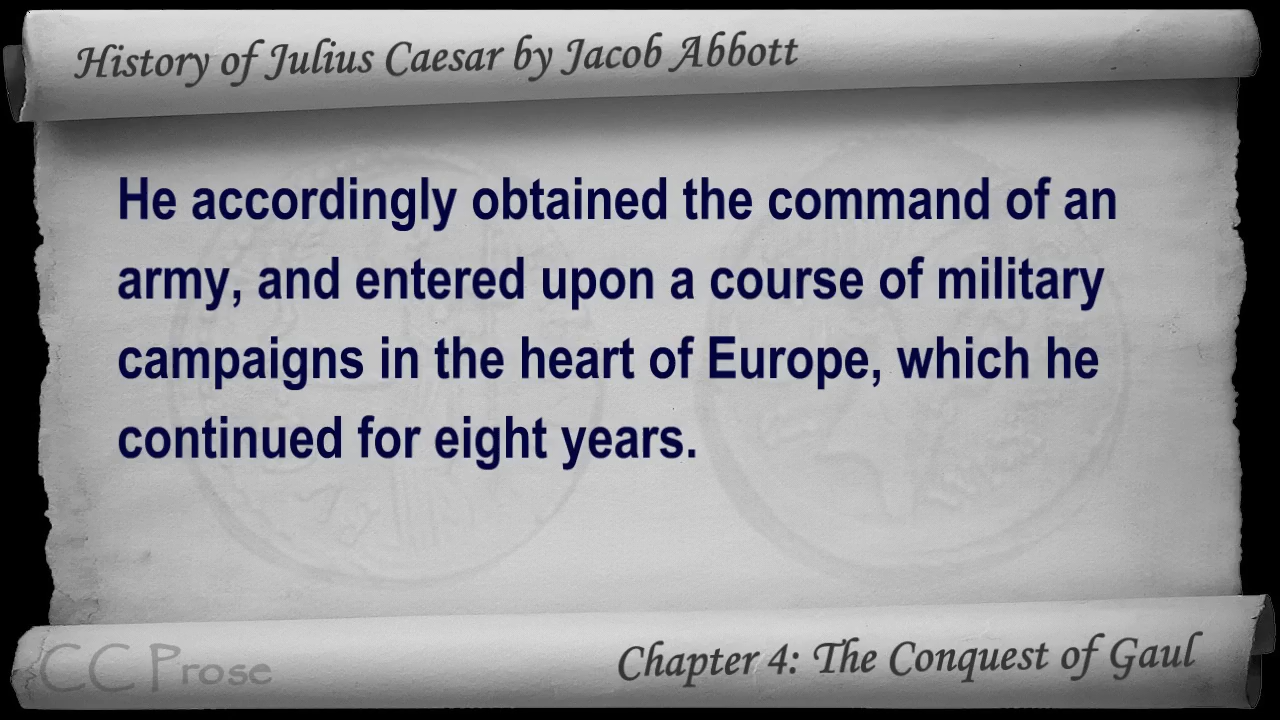 History of Julius Caesar by Jacob Abbott
He accordingly obtained the command of an
army, and entered upon a course of military
campaigns in the heart of Europe, which he
continued for eight years.
CC Prose
Chapter 4: The Conquest of Gaul